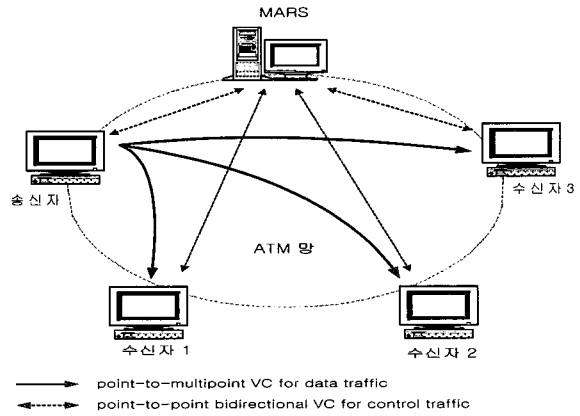 MARS
송신자
수신자 3
ATM 망
수신자 1
수신자 2
point-to-multipoint VC for data traffic
point-to-point bidirectional VC for control traffic